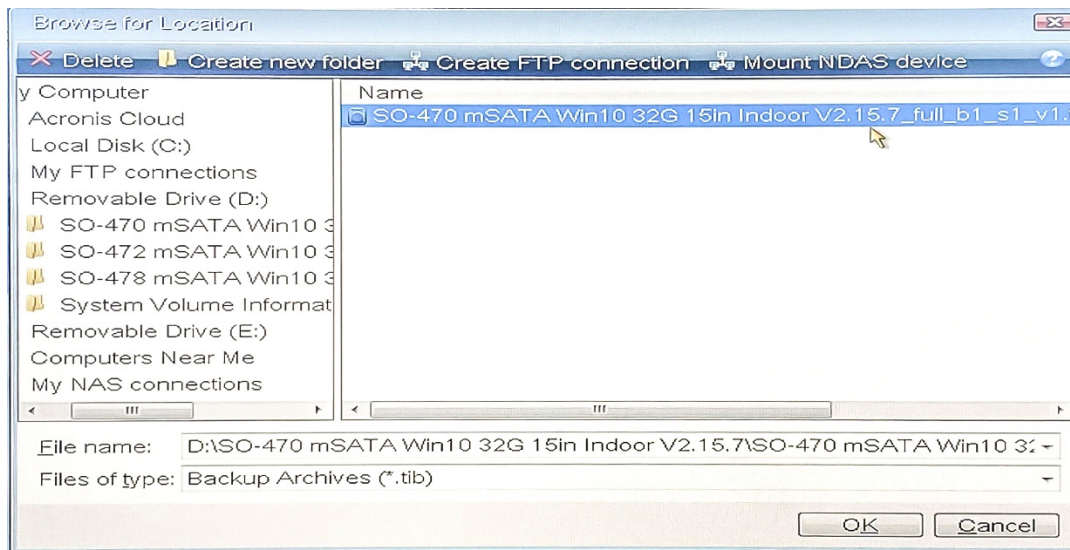 Browse for Location
Delete Create new folder Create FTP connection Mount NDAS device
y Computer
Acronis Cloud
Local Disk (C:)
My FTP connections
Removable Drive (D:)
SO-470 mSATA Win10 3
SO-472 mSATA Win10 3
SO-478 mSATA Win10 3
System Volume Informat
Removable Drive (E:)
Computers Near Me
My NAS connections
Name
SO-470 mSATA Win10 32G 15in Indoor V2.15.7_full_b1_s1_v1.
File name: D:\SO-470 mSATA Win10 32G 15in Indoor V2.15.7\SO-470 mSATA Win10 32
Files of type: Backup Archives (*.tib)
OK Cancel